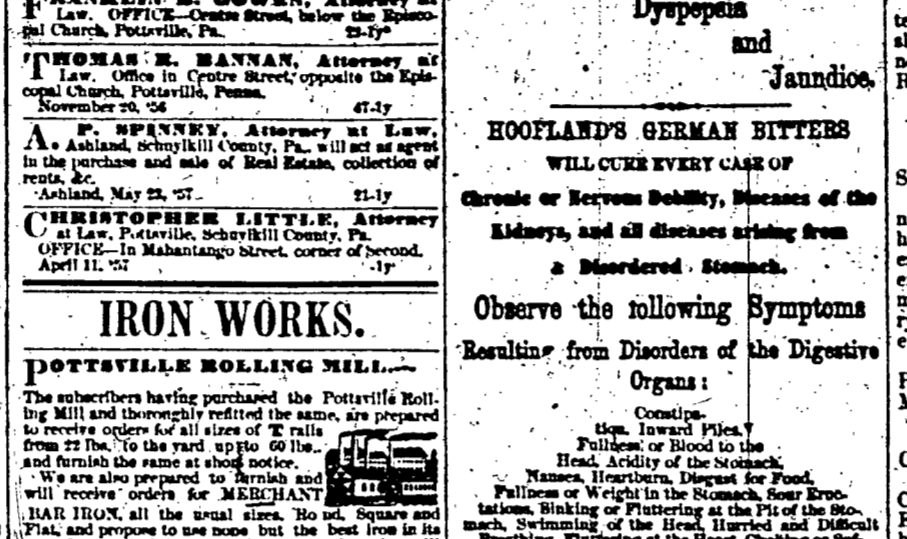 Law. OFFICE—Centre Street, below the Episco-
pal Church, Pottsville, Pa. 23-1y*
THOMAS R. BANNAN, Attorney at
Law. Office in Centre Street, opposite the Epis-
copal Church, Pottsville, Penna.
November 20, '56 47-1y
A. P. SPINNEY, Attorney at Law,
Ashland, Schuylkill County, Pa., will act as agent
in the purchase and sale of Real Estate, collection of
rents, &c.
Ashland, May 23, '57 21-1y
CHRISTOPHER LITTLE, Attorney
at Law, Pottsville, Schuylkill County, Pa.
OFFICE—In Mahantango Street, corner of Second.
April 11, '57 -1y
IRON WORKS.
POTTSVILLE ROLLING MILL.—
The subscribers having purchased the Pottsville Roll-
ing Mill and thoroughly refitted the same, are prepared
to receive orders for all sizes of T rails
from 22 lbs. to the yard up to 60 lbs.
and furnish the same at short notice.
We are also prepared to furnish and
will receive orders for MERCHANT
BAR IRON, all the usual sizes, Round, Square and
Flat, and propose to use none but the best iron in its
Dyspepsia
and
Jaundice.
HOOFLAND'S GERMAN BITTERS
WILL CURE EVERY CASE OF
Chronic or Nervous Debility, Diseases of the
Kidneys, and all diseases arising from
a Disordered Stomach.
Observe the following Symptoms
Resulting from Disorders of the Digestive
Organs:
Constipa-
tion, Inward Piles,
Fullness or Blood to the
Head, Acidity of the Stomach,
Nausea, Heartburn, Disgust for Food,
Fullness or Weight in the Stomach, Sour Eruc-
tations, Sinking or Fluttering at the Pit of the Sto-
mach, Swimming of the Head, Hurried and Difficult